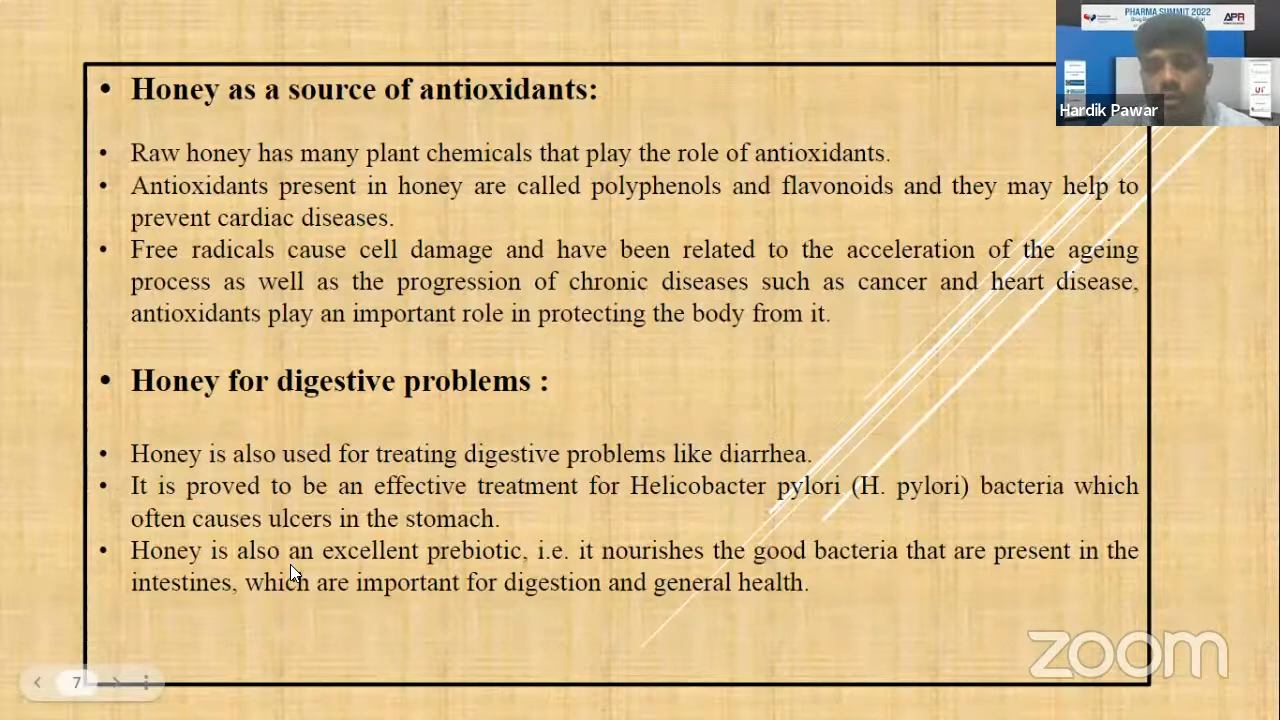 PHARMA SUMMIT 2022
APR
Hardik Pawar
• Honey as a source of antioxidants:
• Raw honey has many plant chemicals that play the role of antioxidants.
• Antioxidants present in honey are called polyphenols and flavonoids and they may help to
prevent cardiac diseases.
• Free radicals cause cell damage and have been related to the acceleration of the ageing
process as well as the progression of chronic diseases such as cancer and heart disease,
antioxidants play an important role in protecting the body from it.
• Honey for digestive problems :
• Honey is also used for treating digestive problems like diarrhea.
• It is proved to be an effective treatment for Helicobacter pylori (H. pylori) bacteria which
often causes ulcers in the stomach.
• Honey is also an excellent prebiotic, i.e. it nourishes the good bacteria that are present in the
intestines, which are important for digestion and general health.
zoom
7